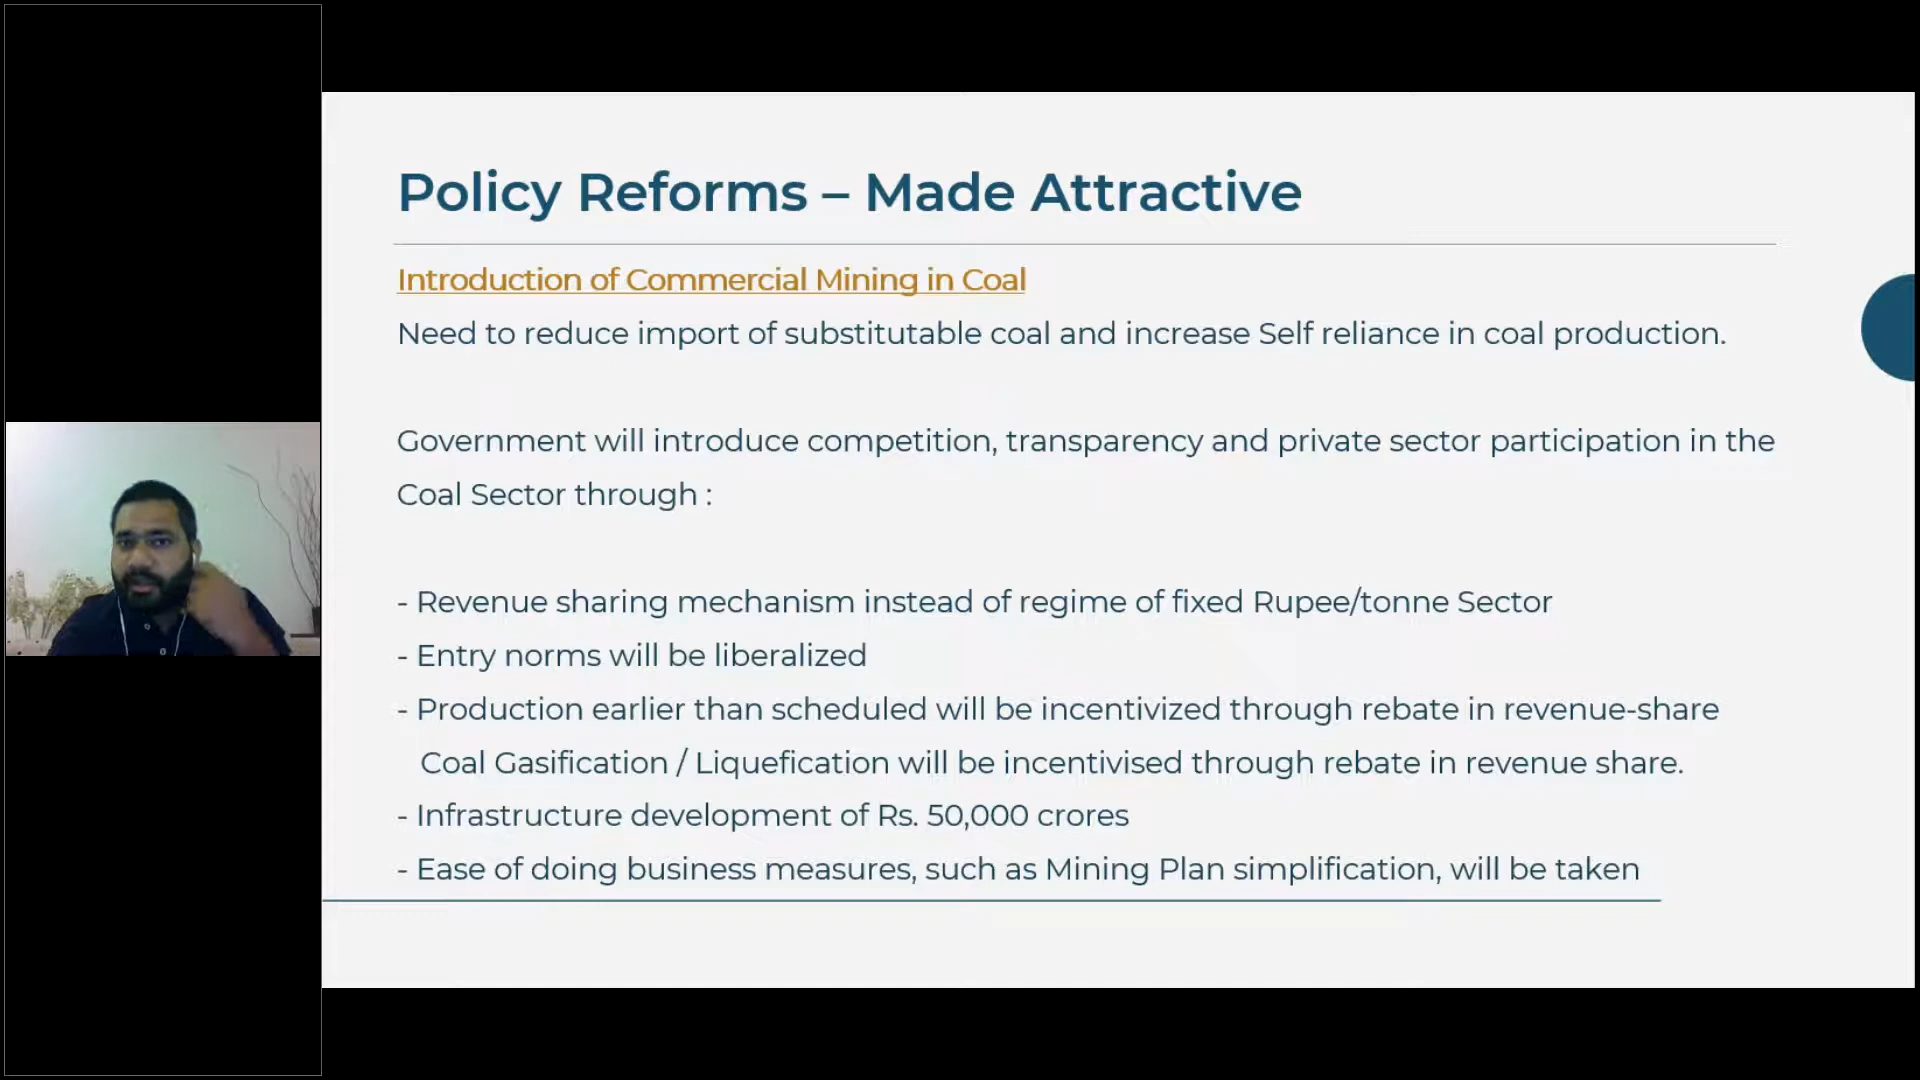 Policy Reforms – Made Attractive
Introduction of Commercial Mining in Coal
Need to reduce import of substitutable coal and increase Self reliance in coal production.
Government will introduce competition, transparency and private sector participation in the
Coal Sector through :
- Revenue sharing mechanism instead of regime of fixed Rupee/tonne Sector
- Entry norms will be liberalized
- Production earlier than scheduled will be incentivized through rebate in revenue-share
Coal Gasification / Liquefication will be incentivised through rebate in revenue share.
- Infrastructure development of Rs. 50,000 crores
- Ease of doing business measures, such as Mining Plan simplification, will be taken